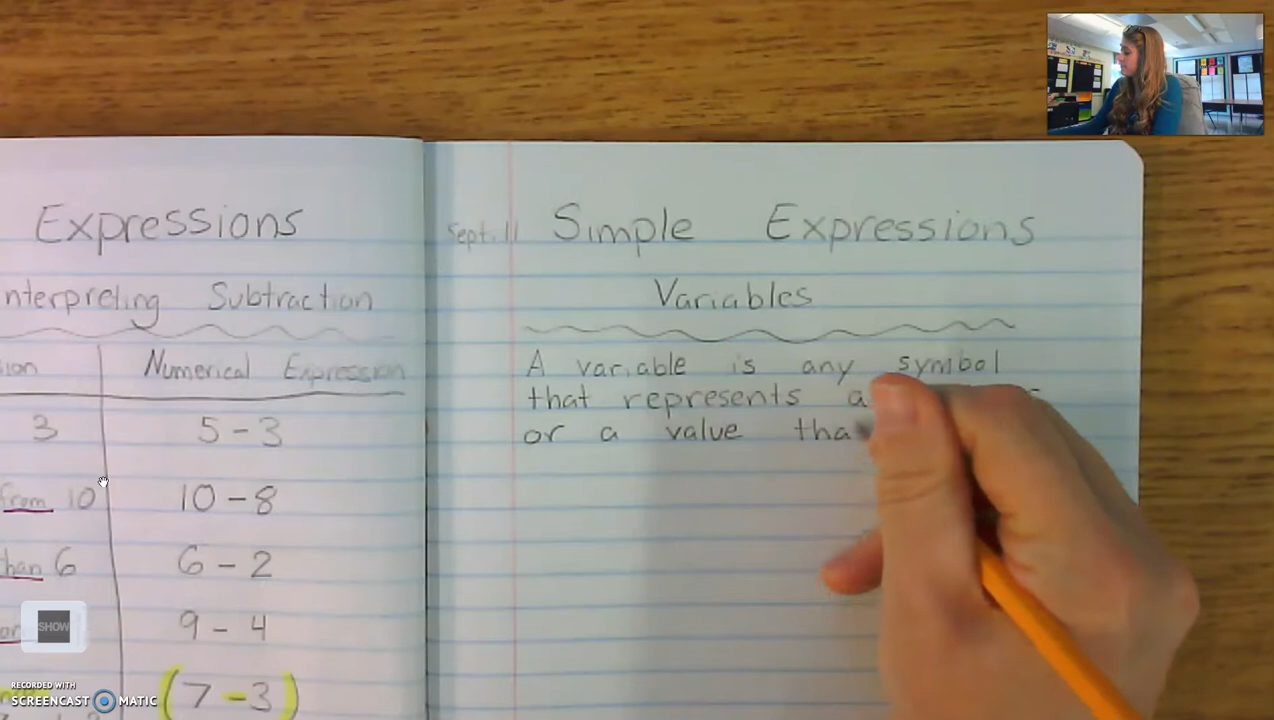 Expressions
nterpreting Subtraction
ion Numerical Expression
3 5 - 3
from 10 10 - 8
than 6 6 - 2
9 - 4
(7 - 3)
Sept. 11 Simple Expressions
Variables
A variable is any symbol
that represents a
or a value tha
SHOW
RECORDED WITH
SCREENCAST MATIC